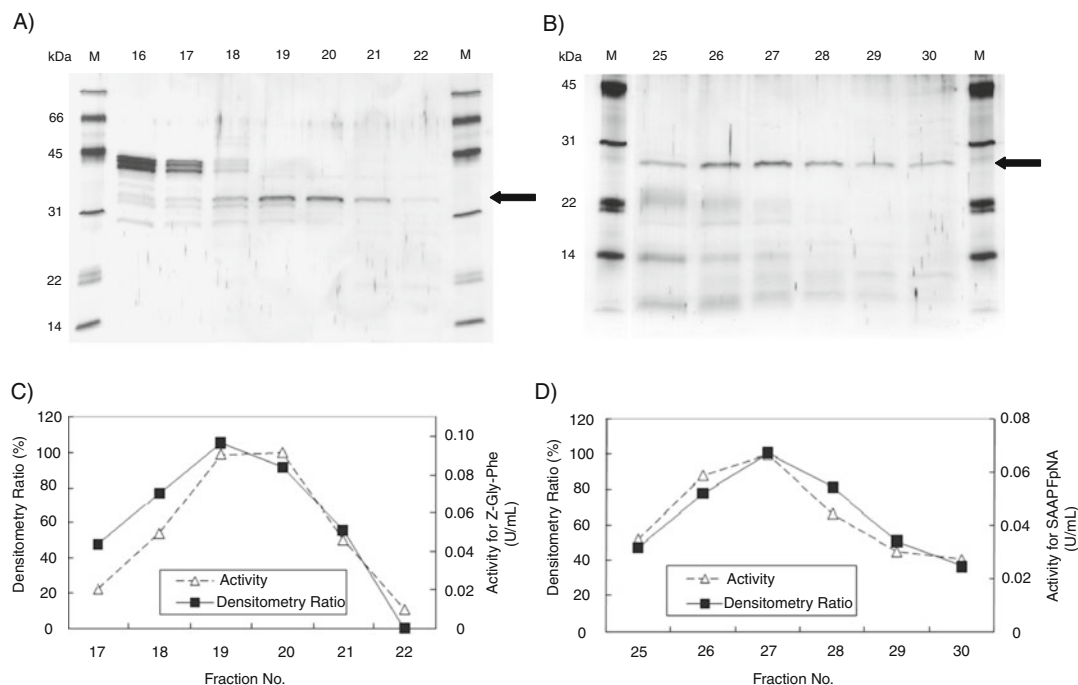 A)
kDa M 16 17 18 19 20 21 22 M
66
45
31
22
14
B)
kDa M 25 26 27 28 29 30 M
45
31
22
14
C)
Densitometry Ratio (%)
120
100
80
60
40
20
0
Activity
Densitometry Ratio
0.10
0.08
0.06
0.04
0.02
0
Activity for Z-Gly-Phe
(U/mL)
17 18 19 20 21 22
Fraction No.
D)
Densitometry Ratio (%)
120
100
80
60
40
20
0
Activity
Densitometry Ratio
0.08
0.06
0.04
0.02
0
Activity for SAAPFpNA
(U/mL)
25 26 27 28 29 30
Fraction No.